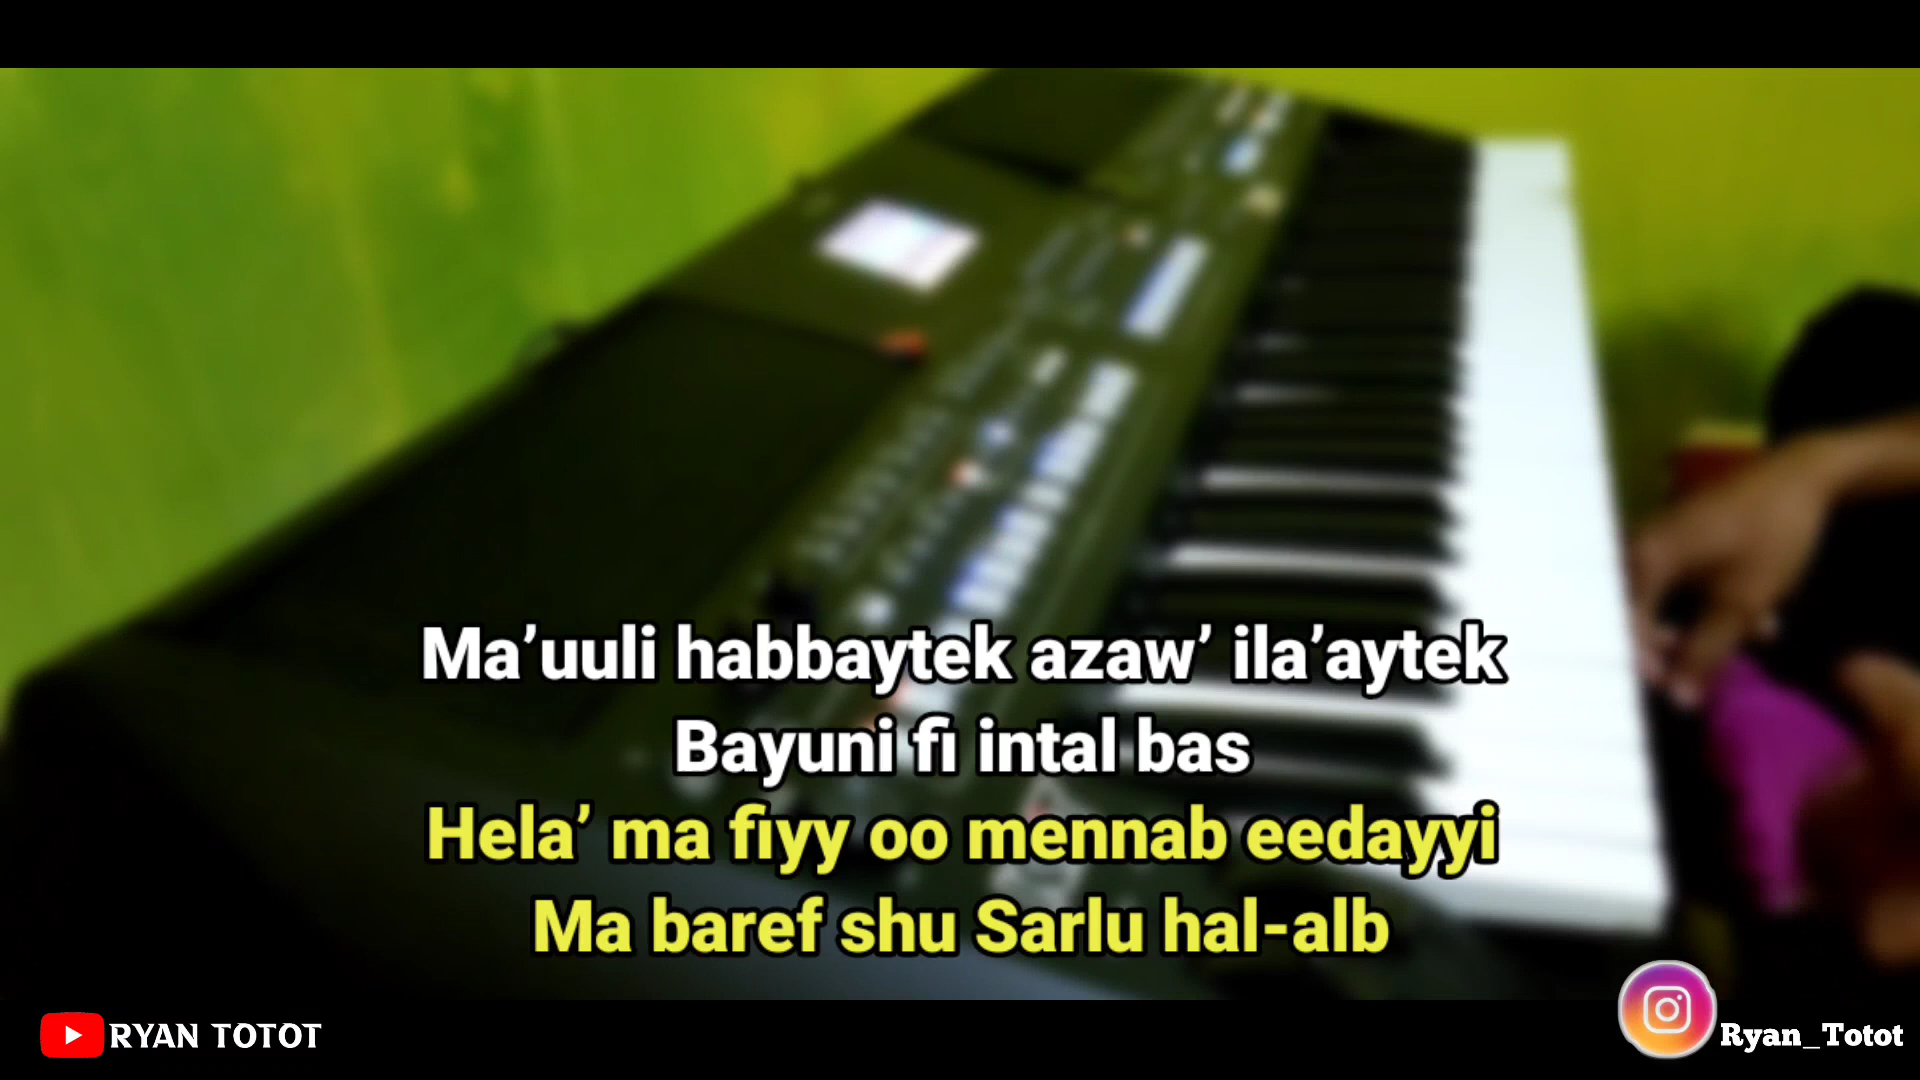 Ma’uuli habbaytek azaw’ ila’aytek
Bayuni fi intal bas
Hela’ ma fiyy oo mennab eedayyi
Ma baref shu Sarlu hal-alb
RYAN TOTOT
Ryan_Totot